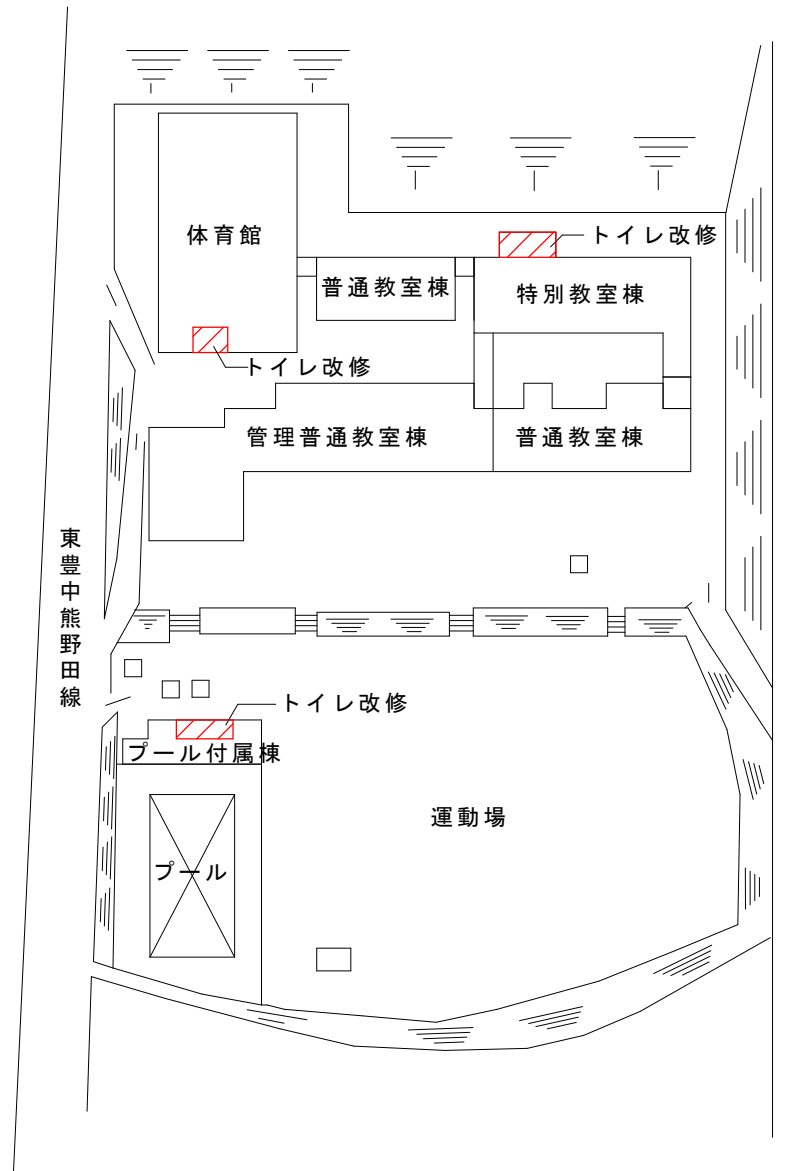 体育館
トイレ改修
普通教室棟
特別教室棟
トイレ改修
管理普通教室棟
普通教室棟
東豊中熊野田線
トイレ改修
プール付属棟
運動場
プール